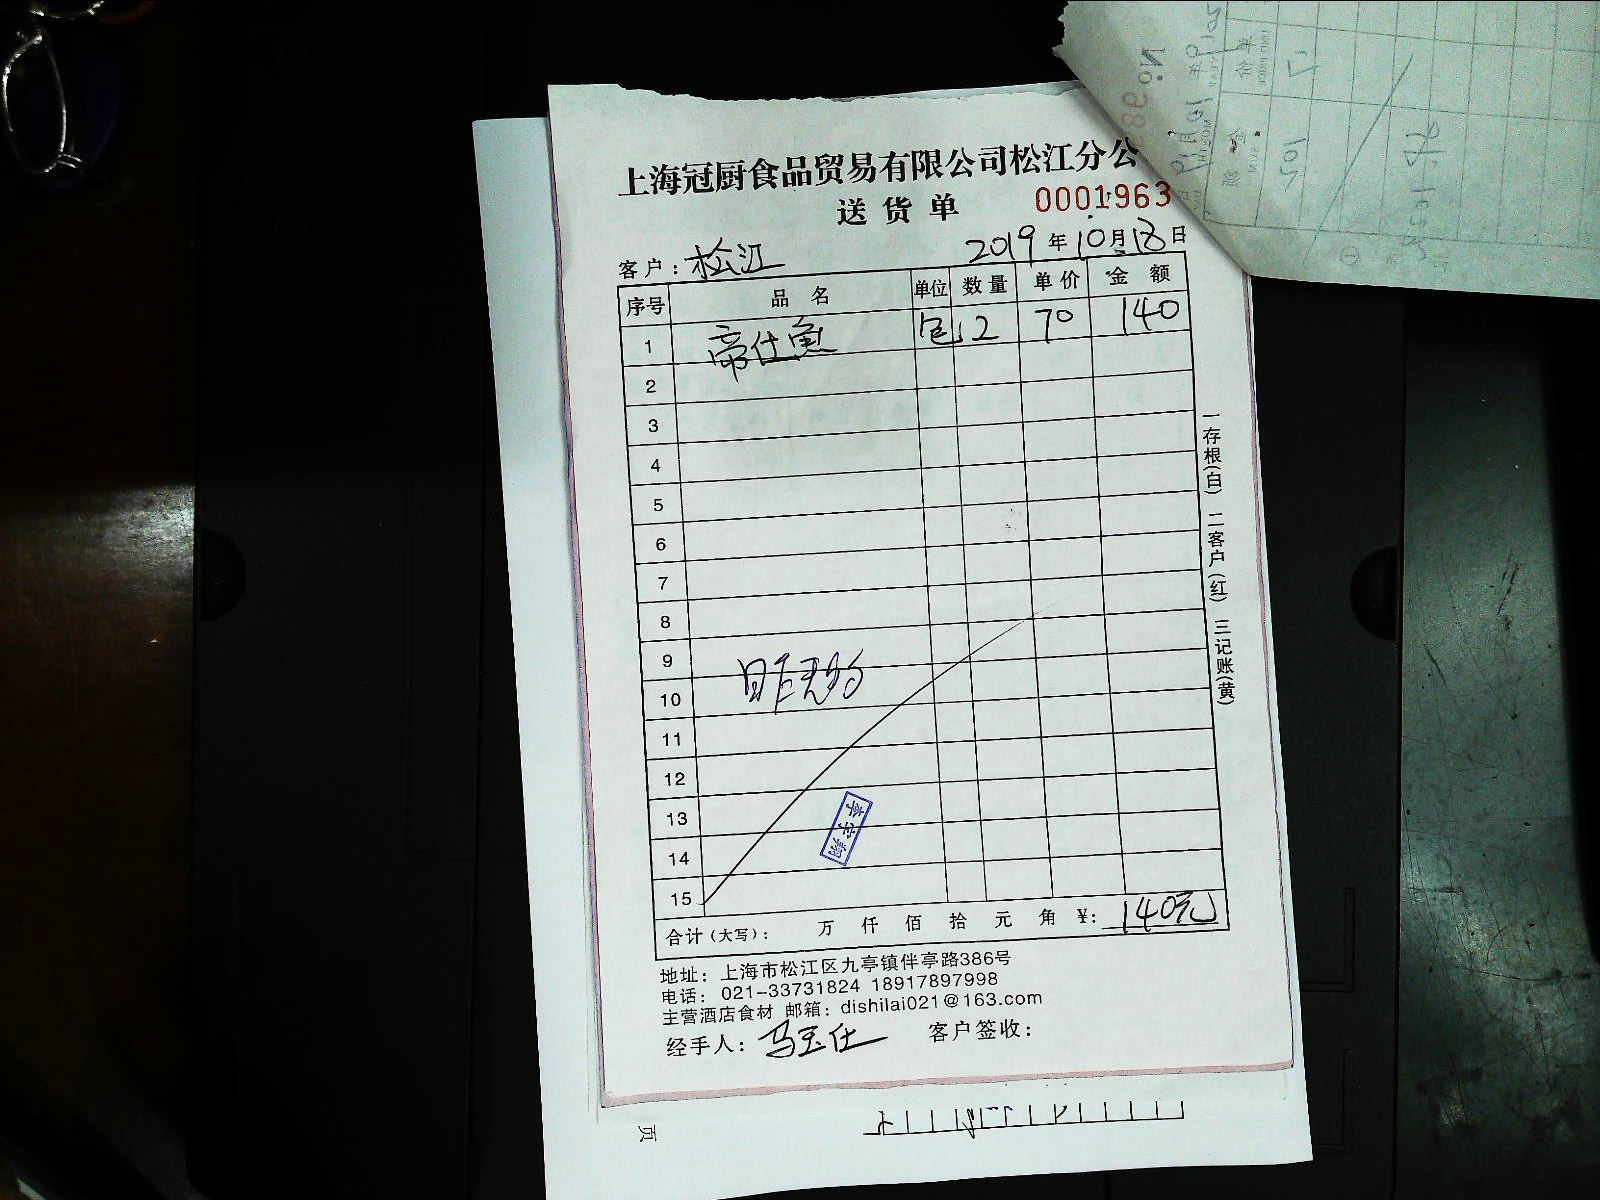 上海冠厨食品贸易有限公司松江分公
送货单 0001963
客户：松江 2019年10月18日
序号 品名 单位 数量 单价 金额
1 帝仕鱼 包 2 70 140
2
3
4
5
6
7
8
9
10
11
12
13
14
15
合计（大写）： 万 仟 佰 拾 元 角 ¥：140元
一存根(白) 二客户(红) 三记账(黄)
地址：上海市松江区九亭镇伴亭路386号
电话：021-33731824 18917897998
主营酒店食材 邮箱：dishilai021@163.com
经手人：马玉仕 客户签收：
页